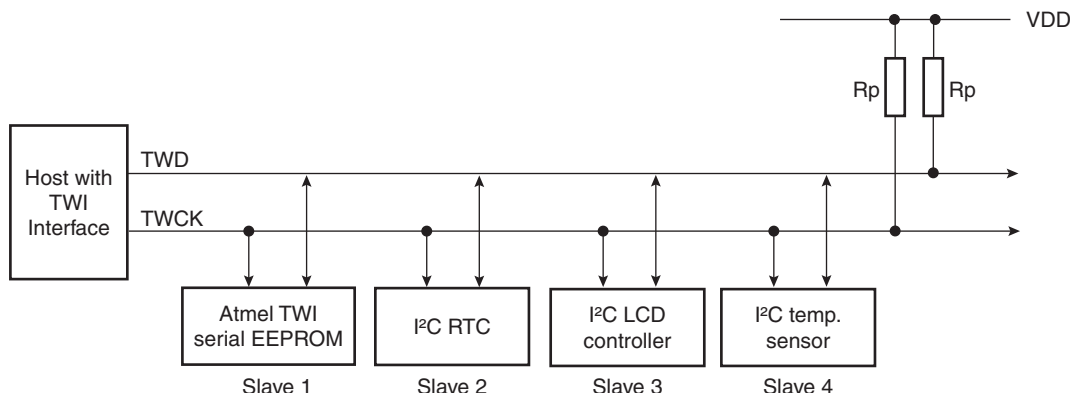 VDD
Rp Rp
Host with
TWI
Interface
TWD
TWCK
Atmel TWI
serial EEPROM
Slave 1
I²C RTC
Slave 2
I²C LCD
controller
Slave 3
I²C temp.
sensor
Slave 4